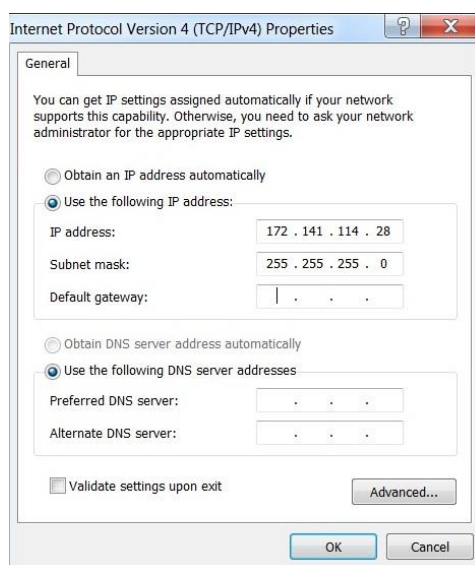 Internet Protocol Version 4 (TCP/IPv4) Properties
General
You can get IP settings assigned automatically if your network
supports this capability. Otherwise, you need to ask your network
administrator for the appropriate IP settings.
Obtain an IP address automatically
Use the following IP address:
IP address: 172 . 141 . 114 . 28
Subnet mask: 255 . 255 . 255 . 0
Default gateway: . . .
Obtain DNS server address automatically
Use the following DNS server addresses
Preferred DNS server: . . .
Alternate DNS server: . . .
Validate settings upon exit
Advanced...
OK Cancel